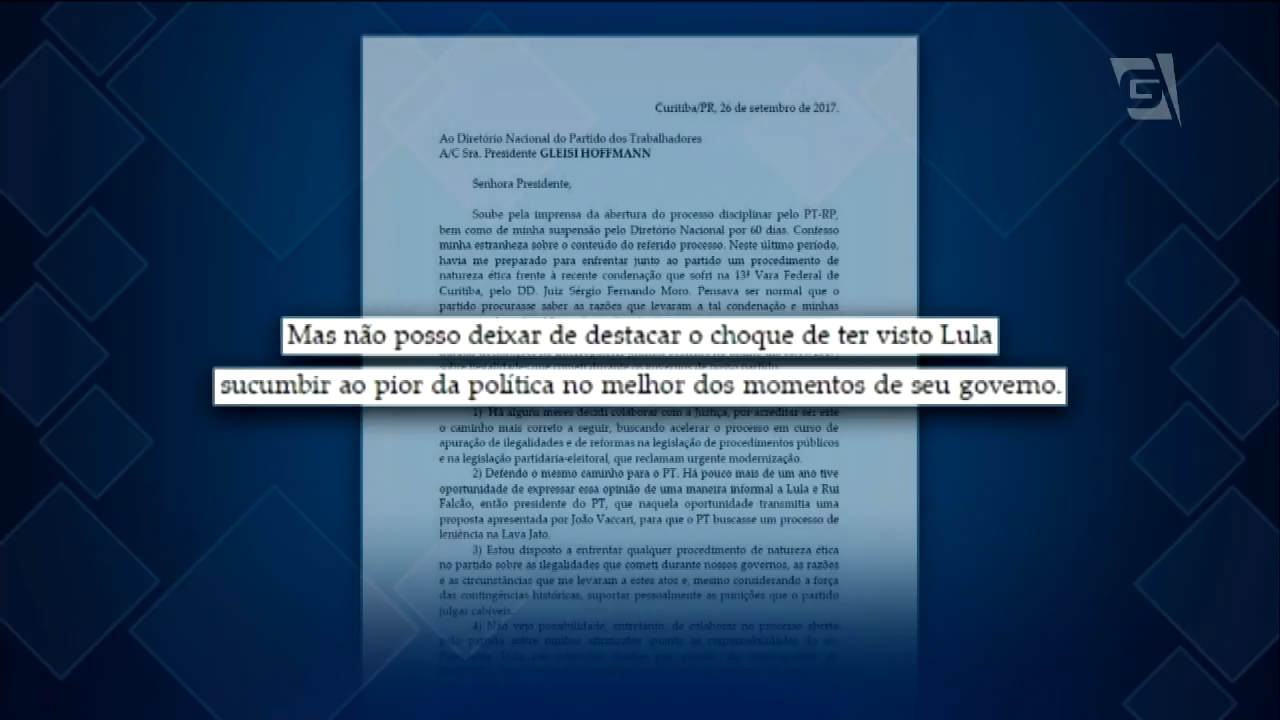 Curitiba/PR, 26 de setembro de 2017.
Ao Diretório Nacional do Partido dos Trabalhadores
A/C Sra. Presidente GLEISI HOFFMANN
Senhora Presidente,
Soube pela imprensa da abertura do processo disciplinar pelo PT-RP,
bem como de minha suspensão pelo Diretório Nacional por 60 dias. Confesso
minha estranheza sobre o conteúdo do referido processo. Neste último período,
havia me preparado para enfrentar junto ao partido um procedimento de
natureza ética frente à recente condenação que sofri na 13ª Vara Federal de
Curitiba, pelo DD. Juiz Sérgio Fernando Moro. Pensava ser normal que o
partido procurasse saber as razões que levaram a tal condenação e minhas
Mas não posso deixar de destacar o choque de ter visto Lula
sucumbir ao pior da política no melhor dos momentos de seu governo.
1) Há alguns meses decidi colaborar com a Justiça, por acreditar ser este
o caminho mais correto a seguir, buscando acelerar o processo em curso de
apuração de ilegalidades e de reformas na legislação de procedimentos públicos
e na legislação partidária-eleitoral, que reclamam urgente modernização.
2) Defendo o mesmo caminho para o PT. Há pouco mais de um ano tive
oportunidade de expressar essa opinião de uma maneira informal a Lula e Rui
Falcão, então presidente do PT, que naquela oportunidade transmitia uma
proposta apresentada por João Vaccari, para que o PT buscasse um processo de
leniência na Lava Jato.
3) Estou disposto a enfrentar qualquer procedimento de natureza ética
no partido sobre as ilegalidades que cometi durante nossos governos, as razões
e as circunstâncias que me levaram a estes atos e, mesmo considerando a força
das contingências históricas, suportar pessoalmente as punições que o partido
julgar cabíveis.
4) Não vejo possibilidade, entretanto, de colaborar no processo aberto